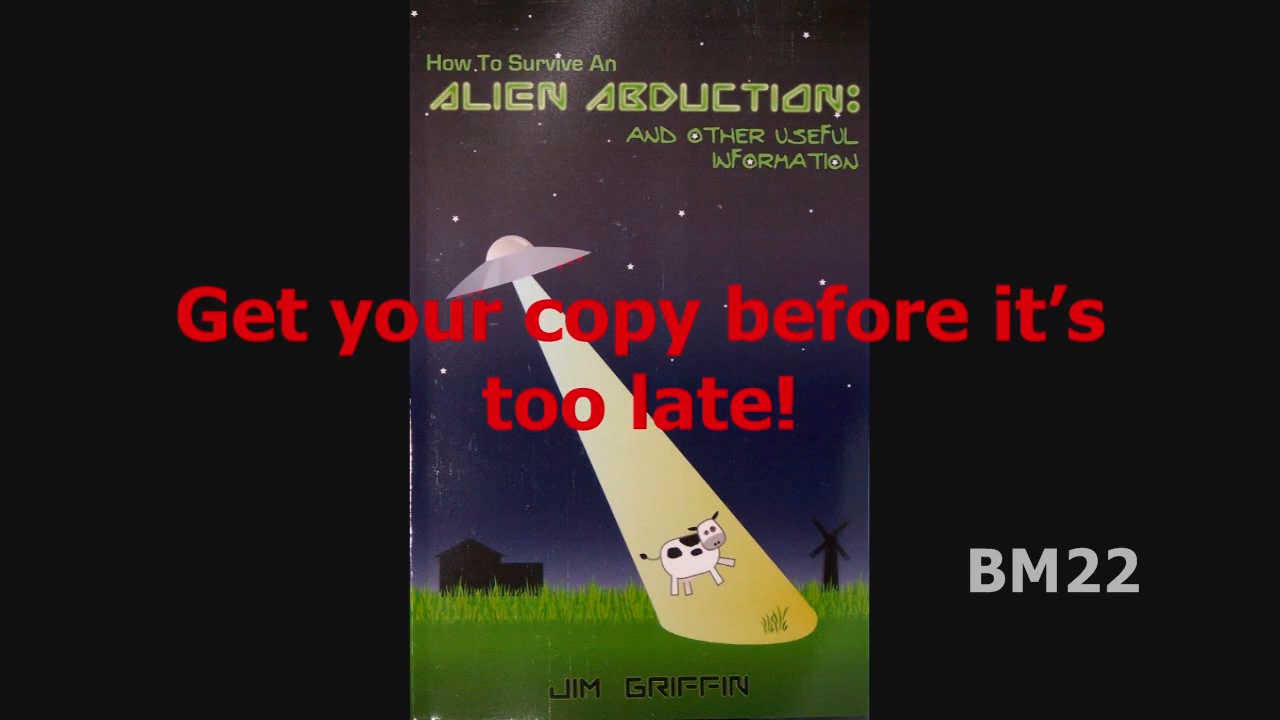 How To Survive An
ALIEN ABDUCTION:
AND OTHER USEFUL
INFORMATION
Get your copy before it’s
too late!
BM22
JIM GRIFFIN